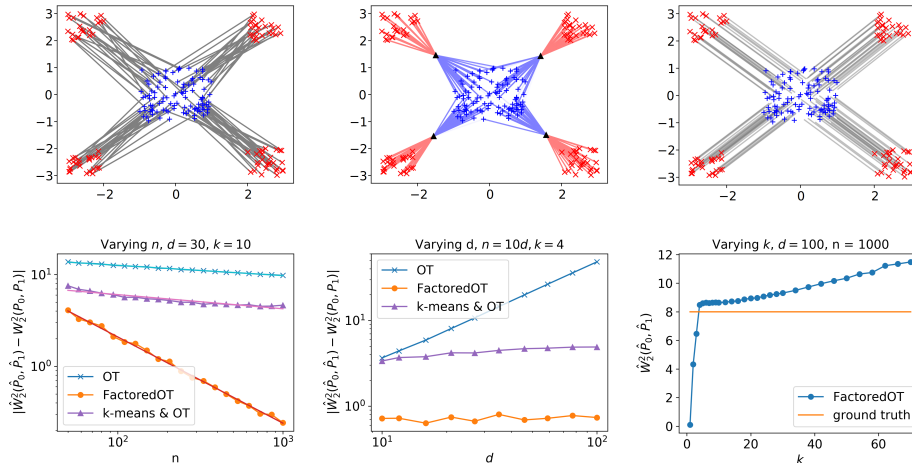 3
2
1
0
−1
−2
−3
−2
0
2
3
2
1
0
−1
−2
−3
−2
0
2
3
2
1
0
−1
−2
−3
−2
0
2
Varying n, d = 30, k = 10
|Ŵ₂²(P̂₀, P̂₁) − W₂²(P₀, P₁)|
10¹
10⁰
OT
FactoredOT
k-means & OT
10²
10³
n
Varying d, n = 10d, k = 4
|Ŵ₂²(P̂₀, P̂₁) − W₂²(P₀, P₁)|
10¹
10⁰
OT
FactoredOT
k-means & OT
10¹
10²
d
Varying k, d = 100, n = 1000
Ŵ₂²(P̂₀, P̂₁)
12
10
8
6
4
2
0
FactoredOT
ground truth
0
20
40
60
k